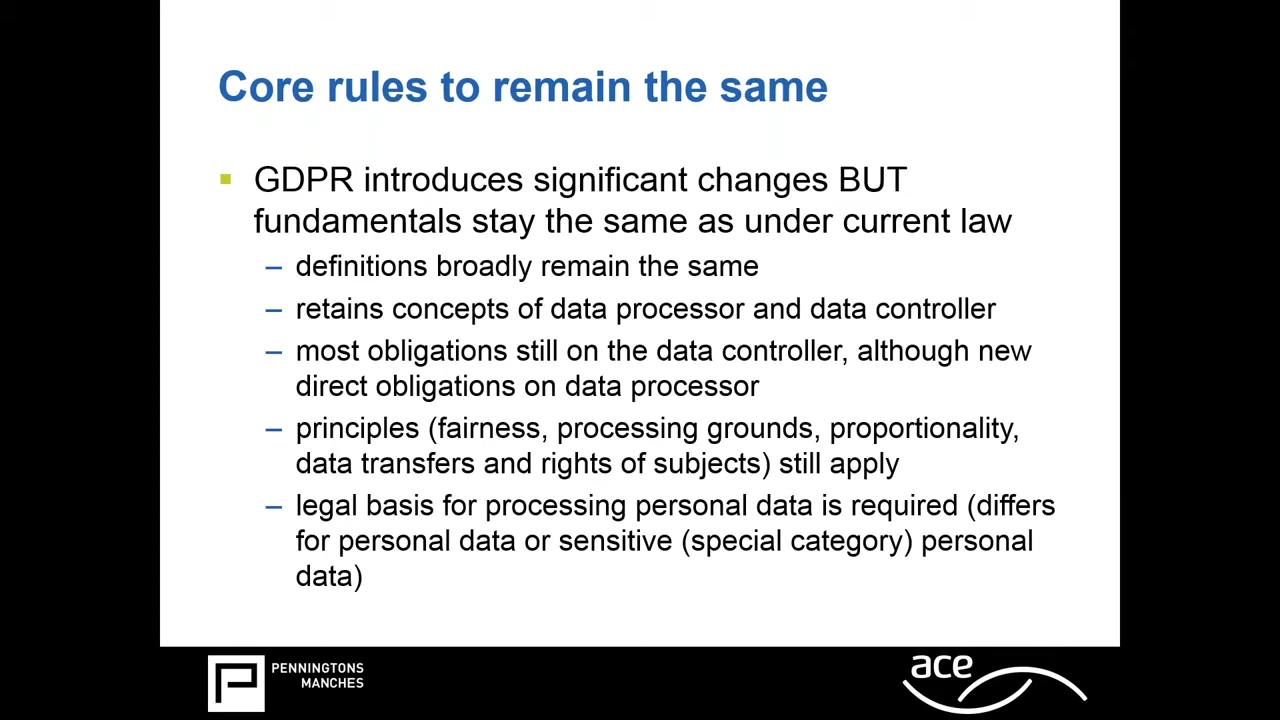 Core rules to remain the same
▪ GDPR introduces significant changes BUT
fundamentals stay the same as under current law
– definitions broadly remain the same
– retains concepts of data processor and data controller
– most obligations still on the data controller, although new
direct obligations on data processor
– principles (fairness, processing grounds, proportionality,
data transfers and rights of subjects) still apply
– legal basis for processing personal data is required (differs
for personal data or sensitive (special category) personal
data)
PENNINGTONS
MANCHES
ace